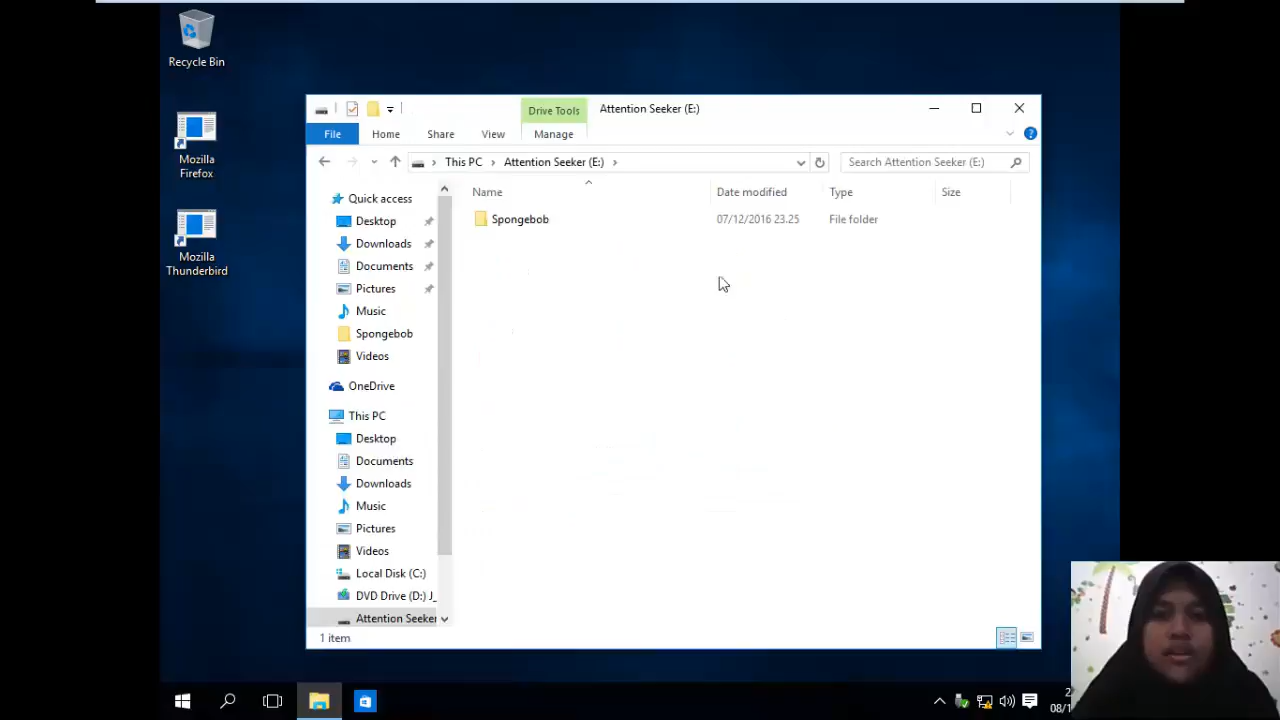 Recycle Bin
Mozilla
Firefox
Mozilla
Thunderbird
Drive Tools
Attention Seeker (E:)
File
Home
Share
View
Manage
This PC
Attention Seeker (E:)
Search Attention Seeker (E:)
Name
Date modified
Type
Size
Spongebob
07/12/2016 23.25
File folder
Quick access
Desktop
Downloads
Documents
Pictures
Music
Spongebob
Videos
OneDrive
This PC
Desktop
Documents
Downloads
Music
Pictures
Videos
Local Disk (C:)
DVD Drive (D:) J_
Attention Seeker
1 item